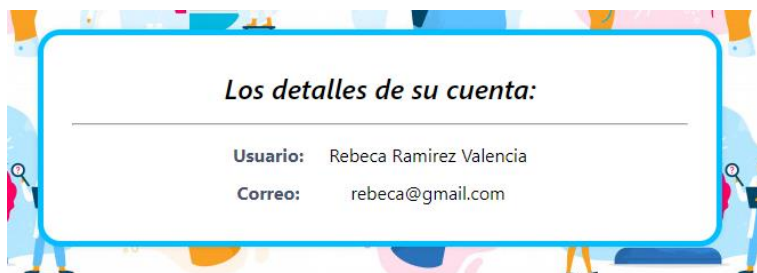 Los detalles de su cuenta:
Usuario: Rebeca Ramirez Valencia
Correo: rebeca@gmail.com